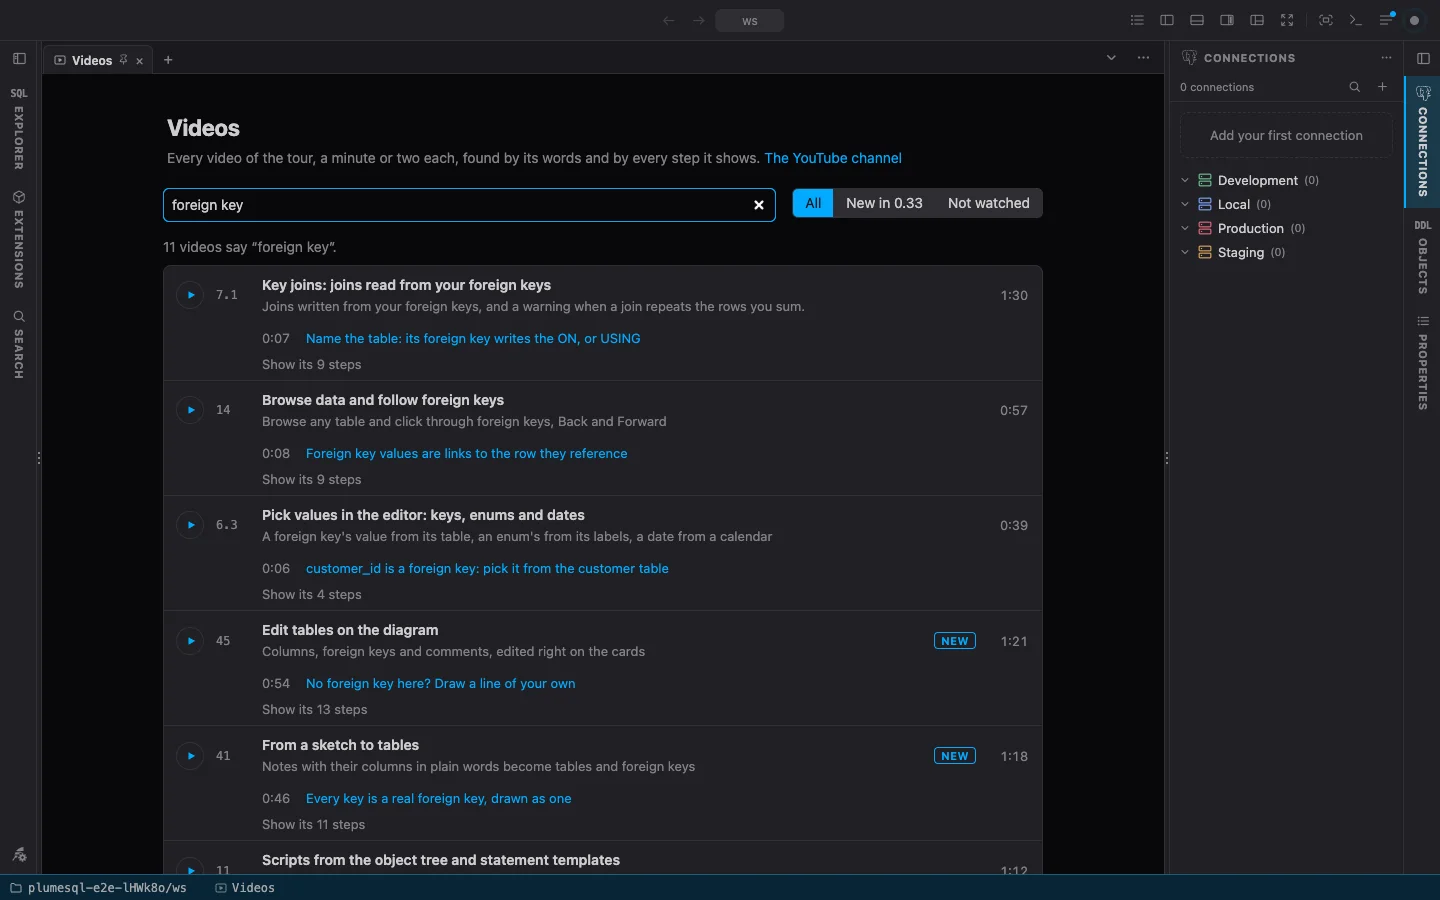 ws
Videos
CONNECTIONS
0 connections
Add your first connection
Development (0)
Local (0)
Production (0)
Staging (0)
SQL
EXPLORER
EXTENSIONS
SEARCH
CONNECTIONS
DDL
OBJECTS
PROPERTIES
Videos
Every video of the tour, a minute or two each, found by its words and by every step it shows. The YouTube channel
foreign key
All New in 0.33 Not watched
11 videos say “foreign key”.
7.1 Key joins: joins read from your foreign keys 1:30
Joins written from your foreign keys, and a warning when a join repeats the rows you sum.
0:07 Name the table: its foreign key writes the ON, or USING
Show its 9 steps
14 Browse data and follow foreign keys 0:57
Browse any table and click through foreign keys, Back and Forward
0:08 Foreign key values are links to the row they reference
Show its 9 steps
6.3 Pick values in the editor: keys, enums and dates 0:39
A foreign key's value from its table, an enum's from its labels, a date from a calendar
0:06 customer_id is a foreign key: pick it from the customer table
Show its 4 steps
45 Edit tables on the diagram NEW 1:21
Columns, foreign keys and comments, edited right on the cards
0:54 No foreign key here? Draw a line of your own
Show its 13 steps
41 From a sketch to tables NEW 1:18
Notes with their columns in plain words become tables and foreign keys
0:46 Every key is a real foreign key, drawn as one
Show its 11 steps
11 Scripts from the object tree and statement templates 1:12
plumesql-e2e-lHWk8o/ws Videos